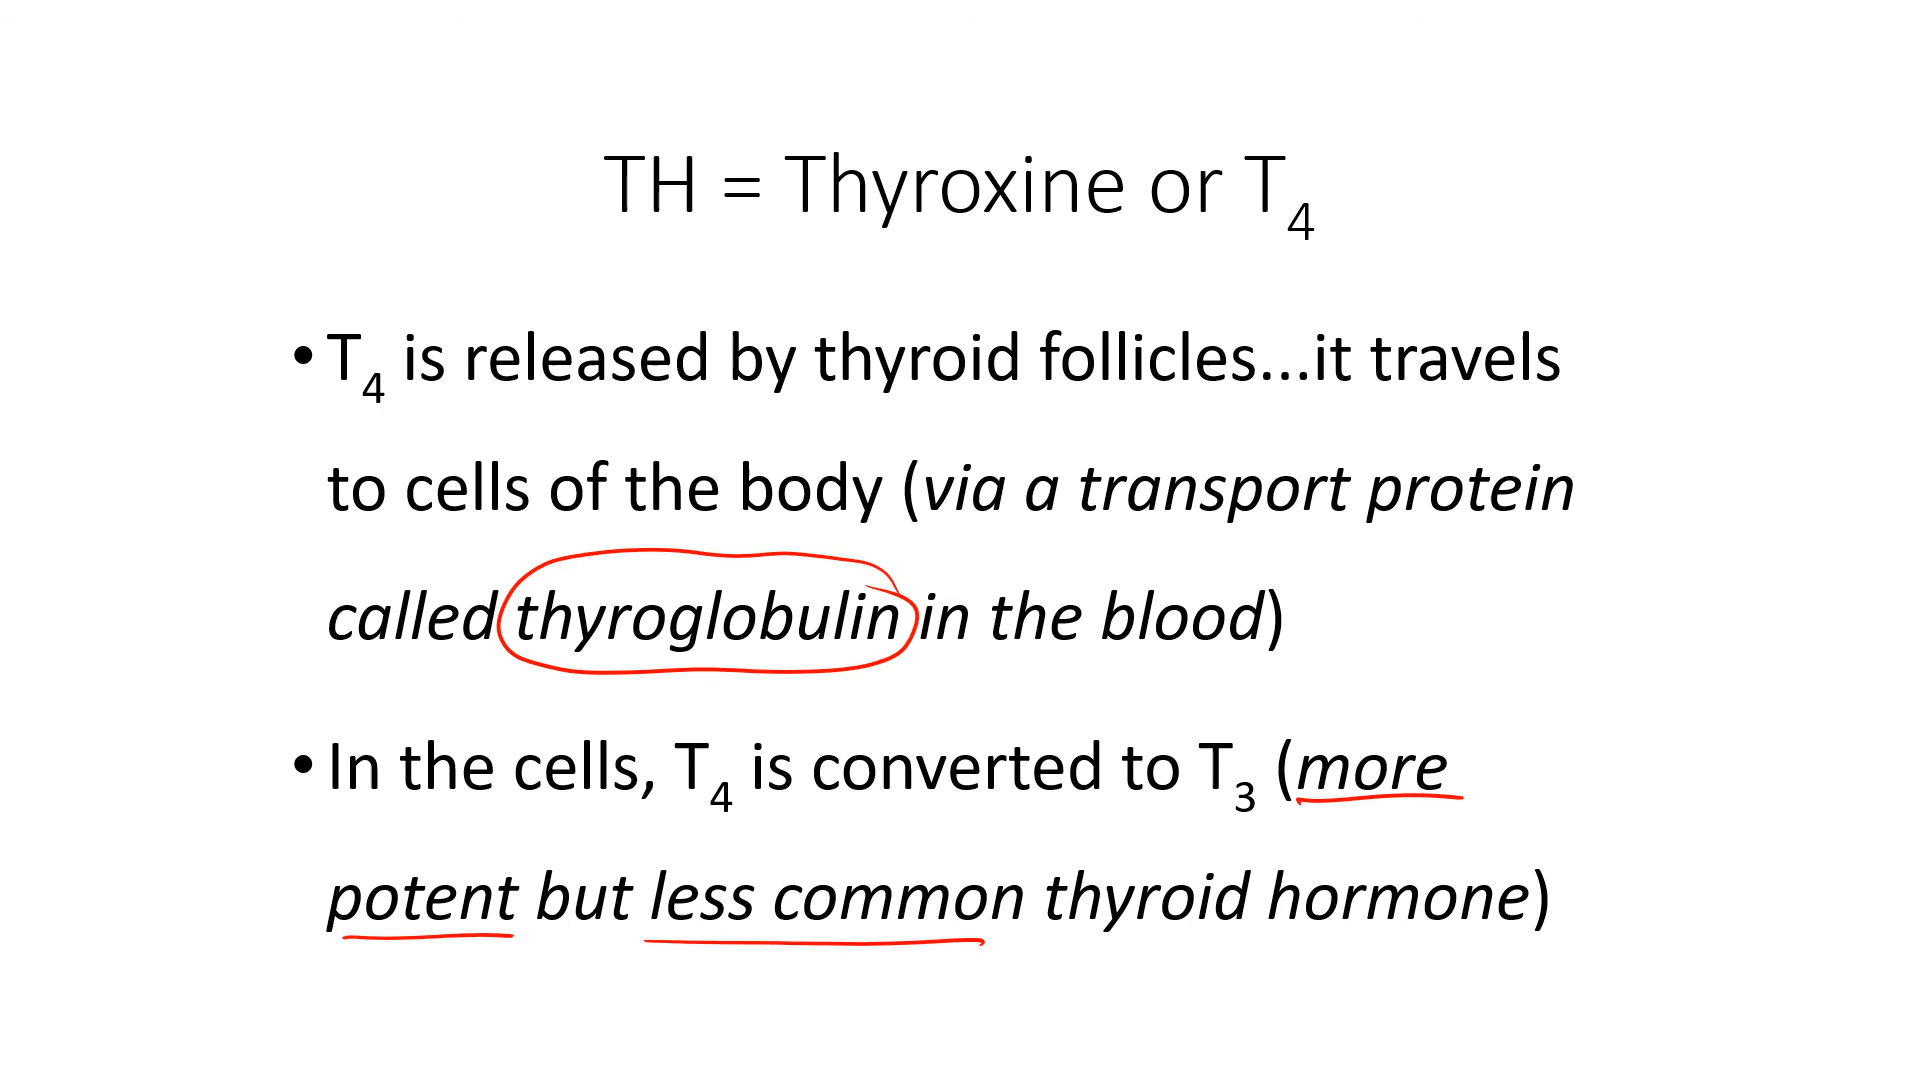 TH = Thyroxine or T₄
• T₄ is released by thyroid follicles...it travels
to cells of the body (via a transport protein
called thyroglobulin in the blood)
• In the cells, T₄ is converted to T₃ (more
potent but less common thyroid hormone)